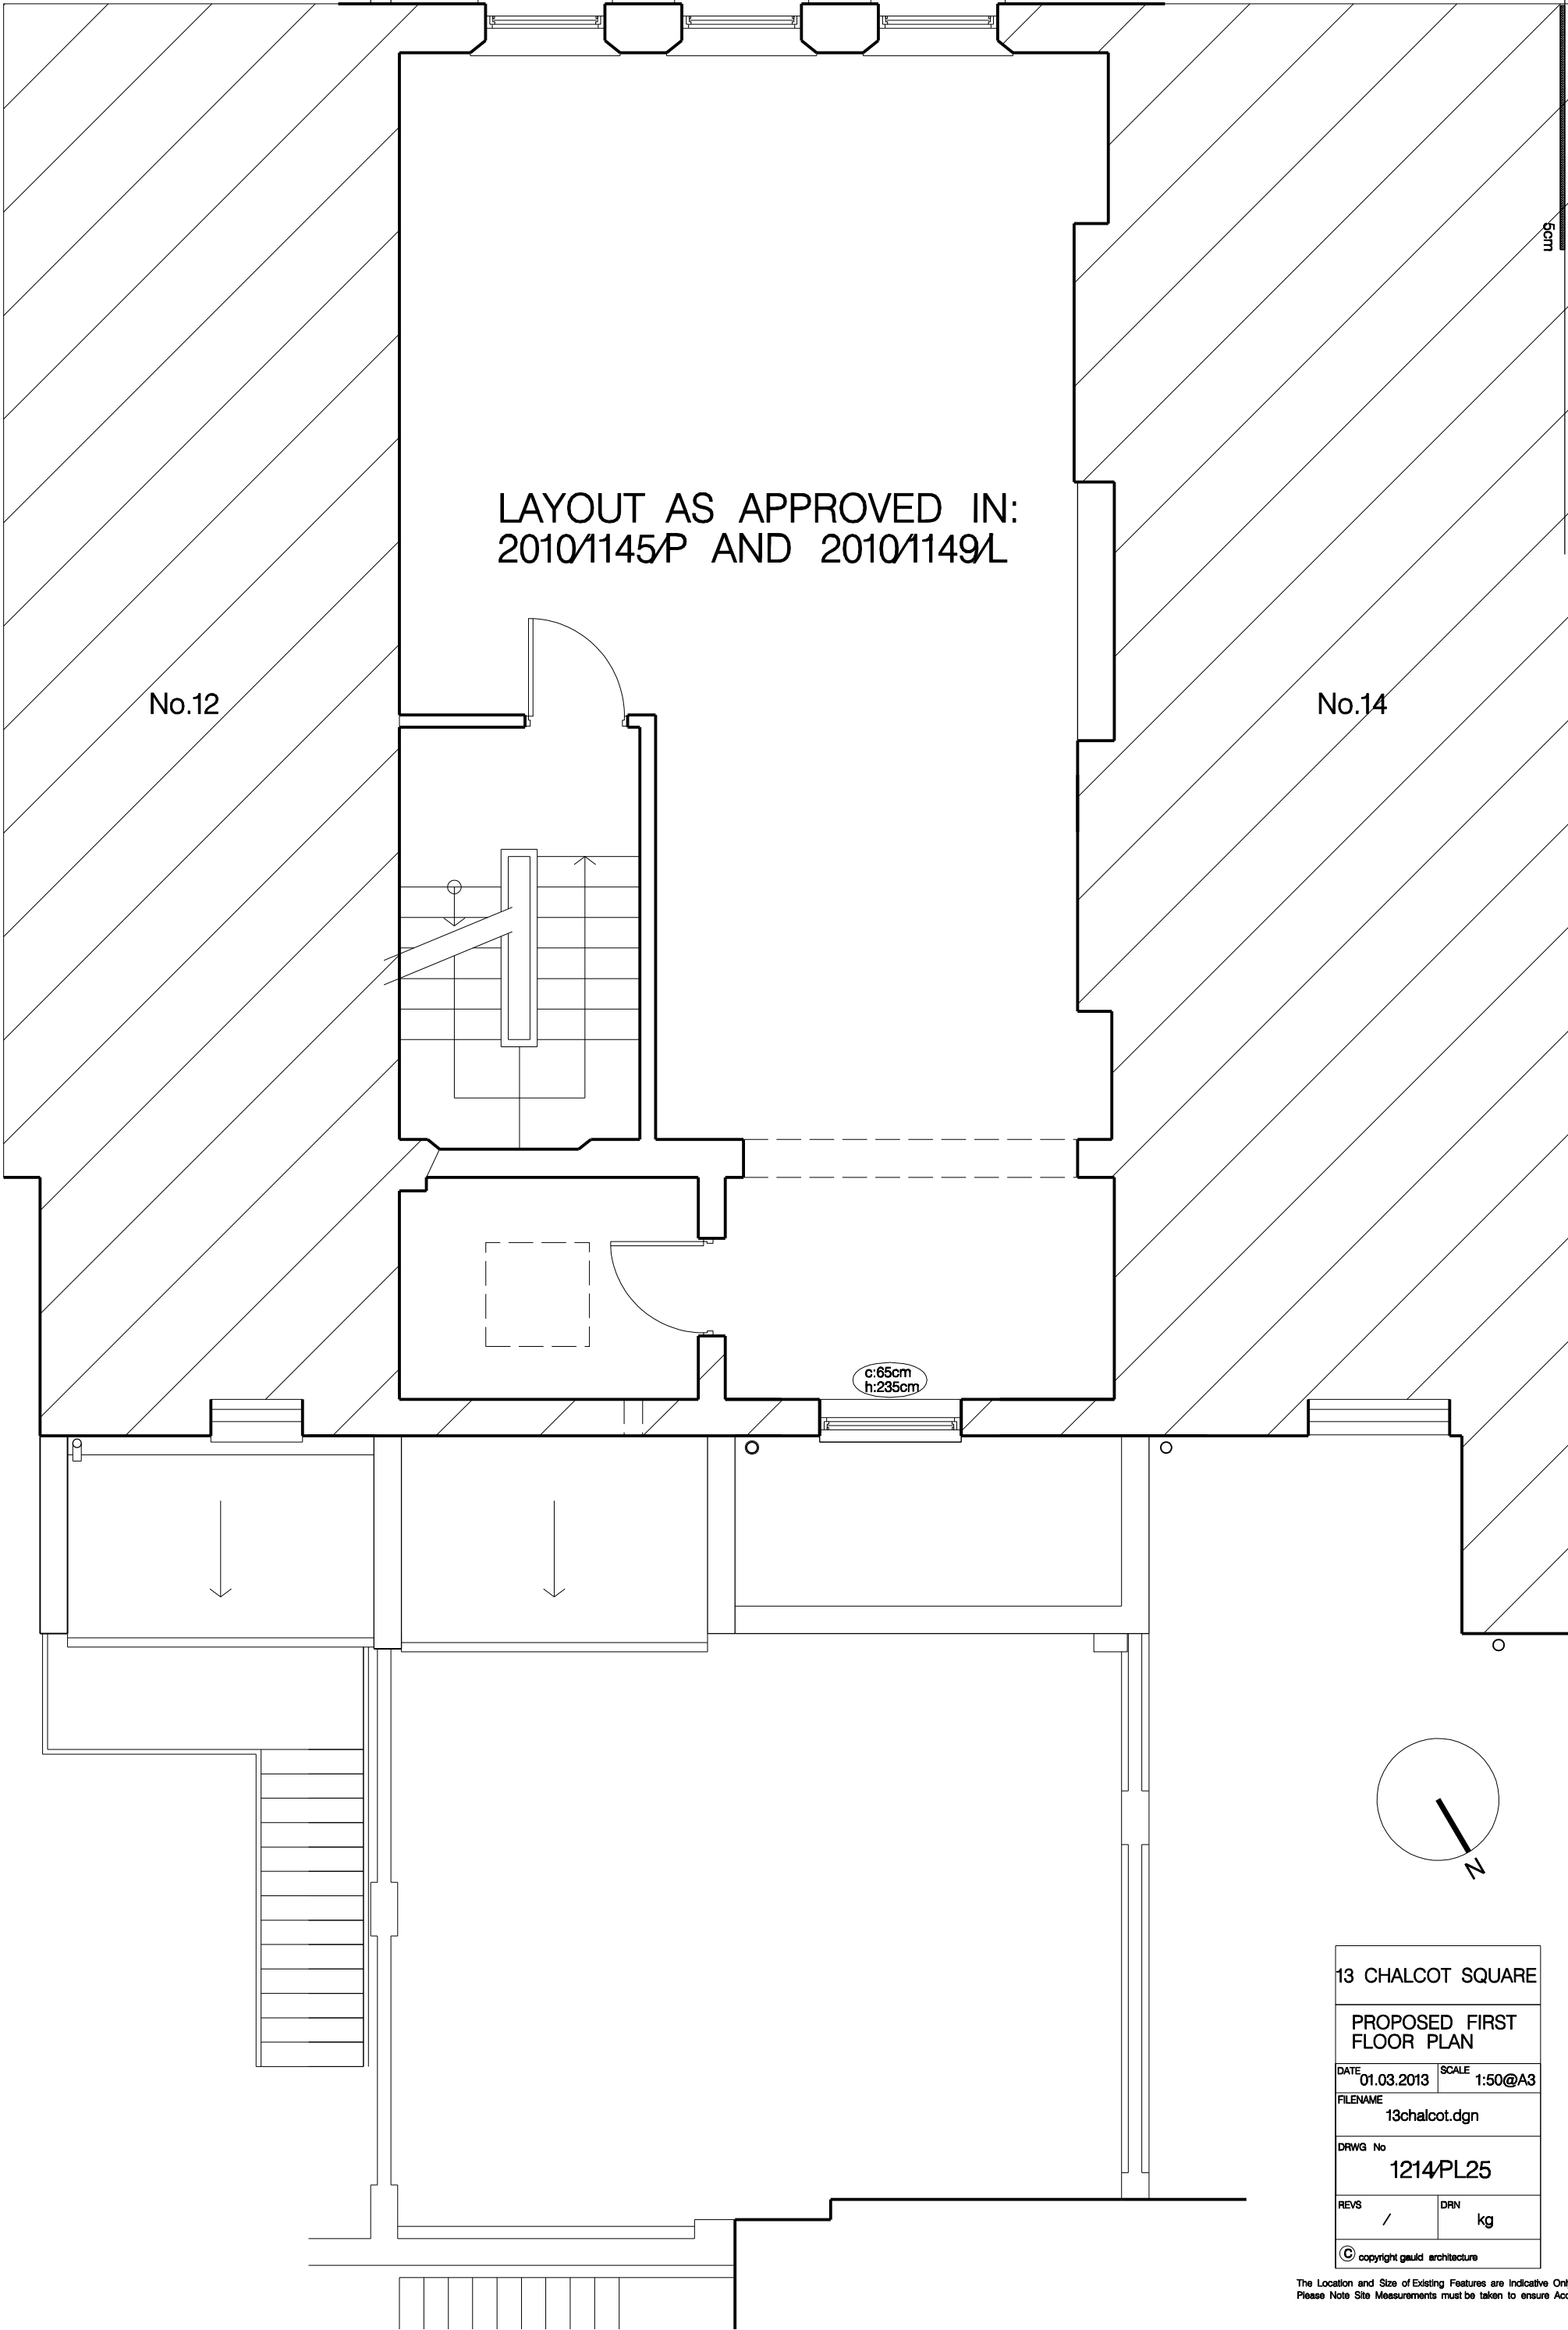 5cm
LAYOUT AS APPROVED IN:
2010/1145/P AND 2010/1149/L
No.12
No.14
c:65cm
h:235cm
N
13 CHALCOT SQUARE
PROPOSED FIRST
FLOOR PLAN
DATE 01.03.2013 SCALE 1:50@A3
FILENAME
13chalcot.dgn
DRWG No
1214/PL25
REVS / DRN kg
© copyright gauld architecture
The Location and Size of Existing Features are Indicative
Please Note Site Measurements must be taken to ensure